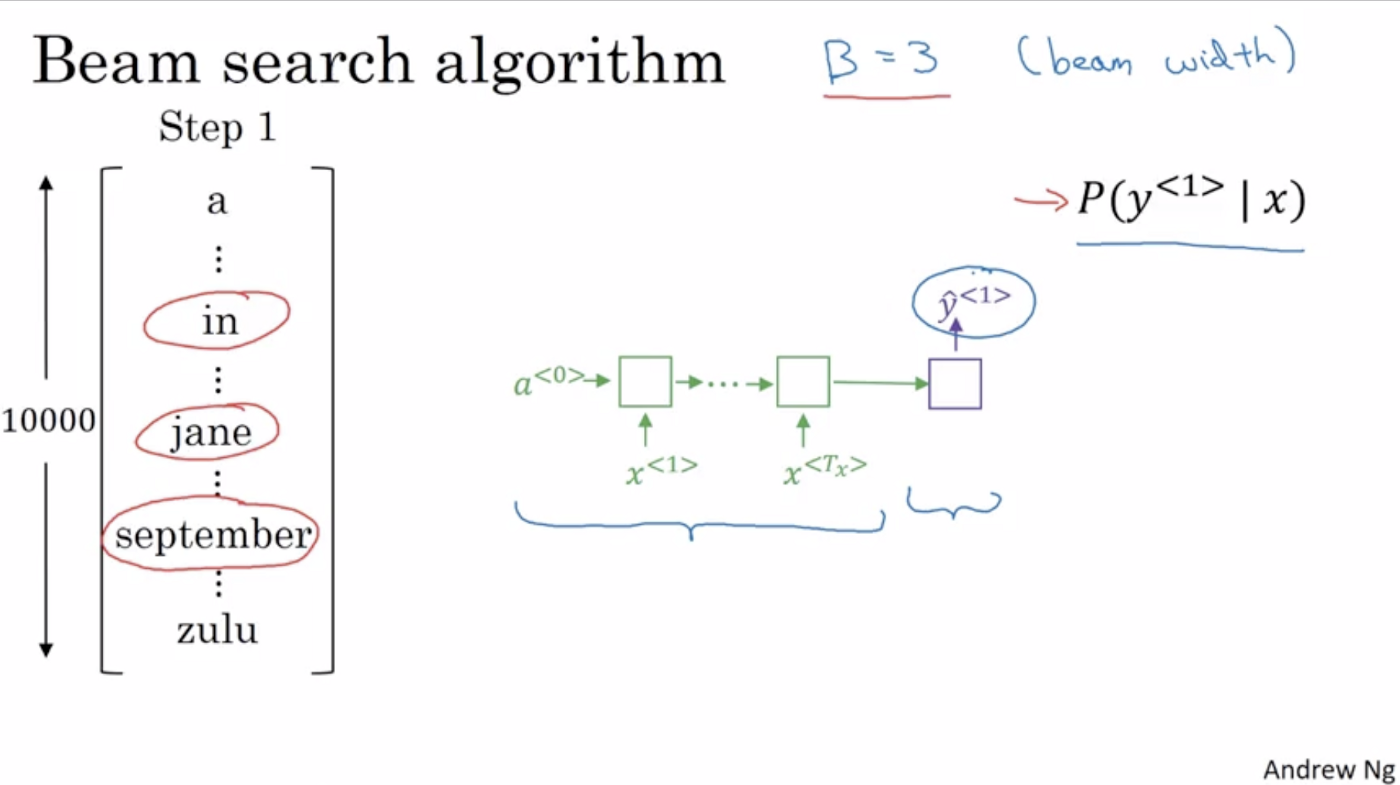 Beam search algorithm
B = 3 (beam width)
Step 1
a
⋮
in
⋮
jane
⋮
september
⋮
zulu
10000
→ P(y<1> | x)
ŷ<1>
a<0> → → ⋯ →
x<1> x<Tx>
Andrew Ng